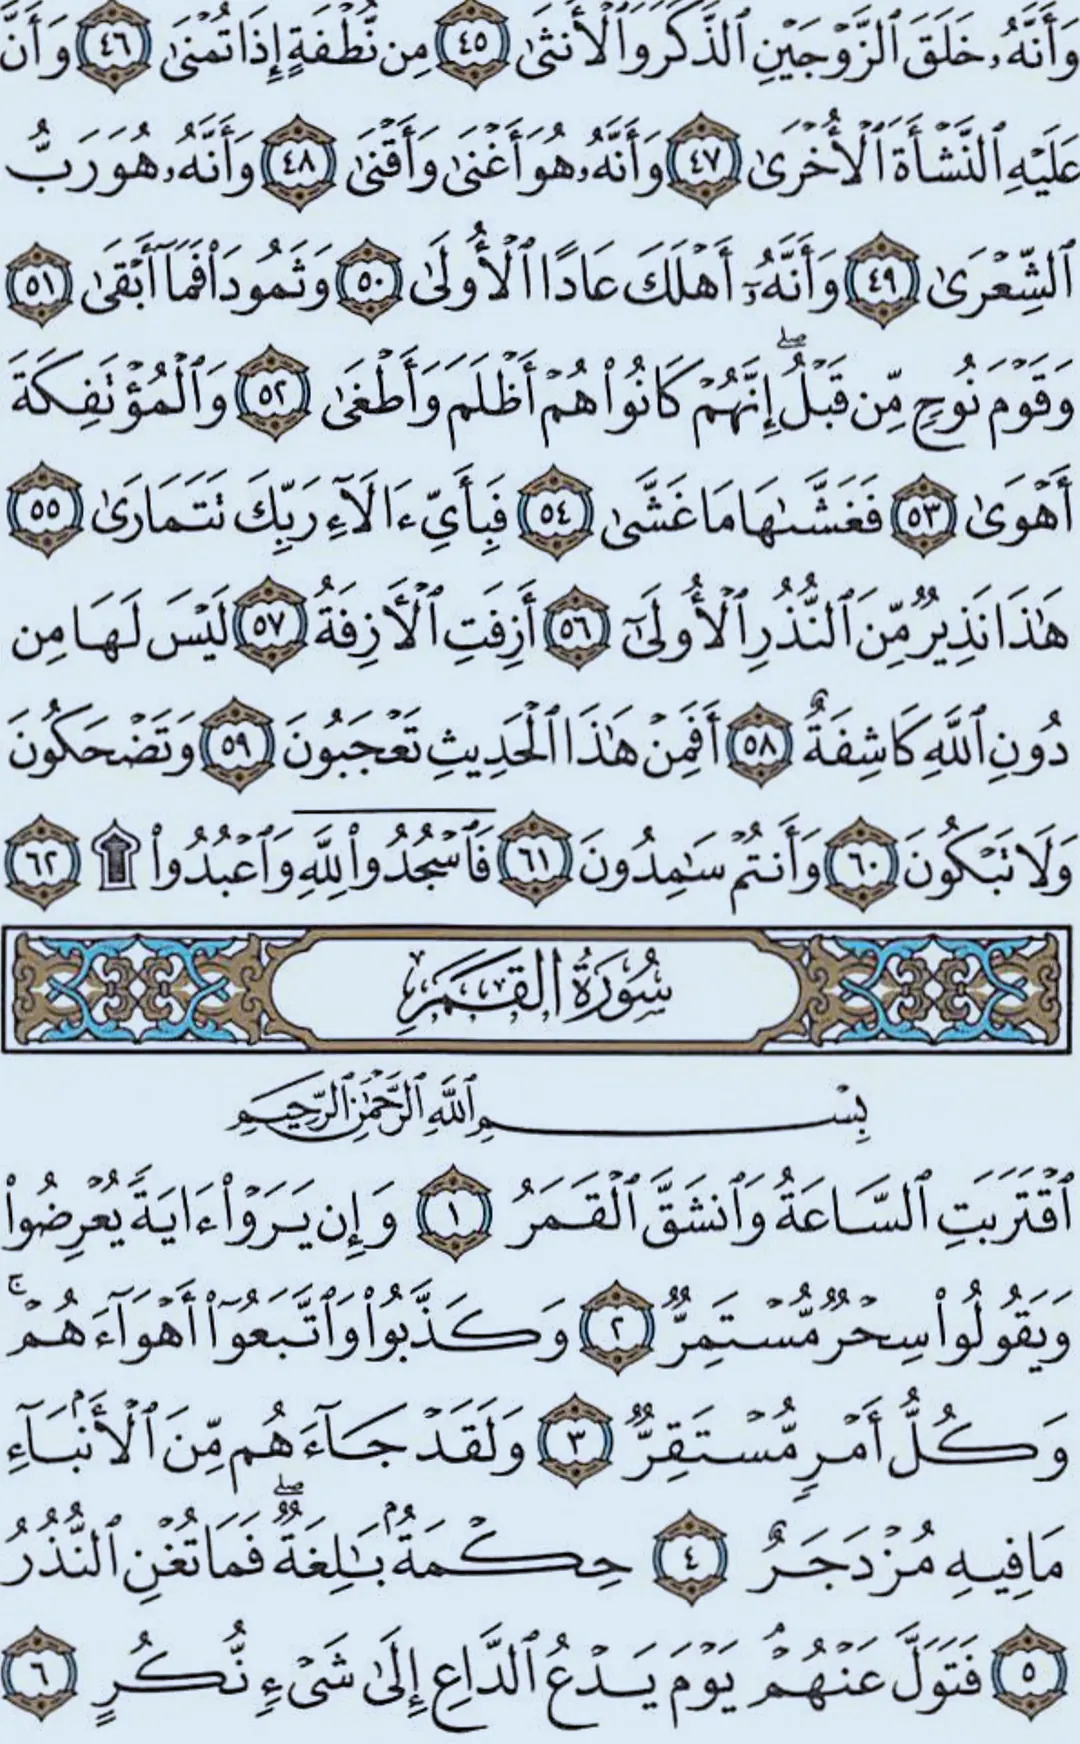 وَأَنَّهُۥ خَلَقَ ٱلزَّوْجَيْنِ ٱلذَّكَرَ وَٱلْأُنثَىٰ ٤٥ مِن نُّطْفَةٍ إِذَا تُمْنَىٰ ٤٦ وَأَنَّ
عَلَيْهِ ٱلنَّشْأَةَ ٱلْأُخْرَىٰ ٤٧ وَأَنَّهُۥ هُوَ أَغْنَىٰ وَأَقْنَىٰ ٤٨ وَأَنَّهُۥ هُوَ رَبُّ
ٱلشِّعْرَىٰ ٤٩ وَأَنَّهُۥٓ أَهْلَكَ عَادًا ٱلْأُولَىٰ ٥٠ وَثَمُودَا۟ فَمَآ أَبْقَىٰ ٥١
وَقَوْمَ نُوحٍ مِّن قَبْلُ ۖ إِنَّهُمْ كَانُوا۟ هُمْ أَظْلَمَ وَأَطْغَىٰ ٥٢ وَٱلْمُؤْتَفِكَةَ
أَهْوَىٰ ٥٣ فَغَشَّىٰهَا مَا غَشَّىٰ ٥٤ فَبِأَىِّ ءَالَآءِ رَبِّكَ تَتَمَارَىٰ ٥٥
هَٰذَا نَذِيرٌ مِّنَ ٱلنُّذُرِ ٱلْأُولَىٰٓ ٥٦ أَزِفَتِ ٱلْءَازِفَةُ ٥٧ لَيْسَ لَهَا مِن
دُونِ ٱللَّهِ كَاشِفَةٌ ٥٨ أَفَمِنْ هَٰذَا ٱلْحَدِيثِ تَعْجَبُونَ ٥٩ وَتَضْحَكُونَ
وَلَا تَبْكُونَ ٦٠ وَأَنتُمْ سَٰمِدُونَ ٦١ فَٱسْجُدُوا۟ لِلَّهِ وَٱعْبُدُوا۟ ۩ ٦٢
سُورَةُ القَمَرِ
بِسْمِ ٱللَّهِ ٱلرَّحْمَٰنِ ٱلرَّحِيمِ
ٱقْتَرَبَتِ ٱلسَّاعَةُ وَٱنشَقَّ ٱلْقَمَرُ ١ وَإِن يَرَوْا۟ ءَايَةً يُعْرِضُوا۟
وَيَقُولُوا۟ سِحْرٌ مُّسْتَمِرٌّ ٢ وَكَذَّبُوا۟ وَٱتَّبَعُوٓا۟ أَهْوَآءَهُمْ ۚ
وَكُلُّ أَمْرٍ مُّسْتَقِرٌّ ٣ وَلَقَدْ جَآءَهُم مِّنَ ٱلْأَنۢبَآءِ
مَا فِيهِ مُزْدَجَرٌ ٤ حِكْمَةٌۢ بَٰلِغَةٌ ۖ فَمَا تُغْنِ ٱلنُّذُرُ
٥ فَتَوَلَّ عَنْهُمْ ۘ يَوْمَ يَدْعُ ٱلدَّاعِ إِلَىٰ شَىْءٍ نُّكُرٍ ٦